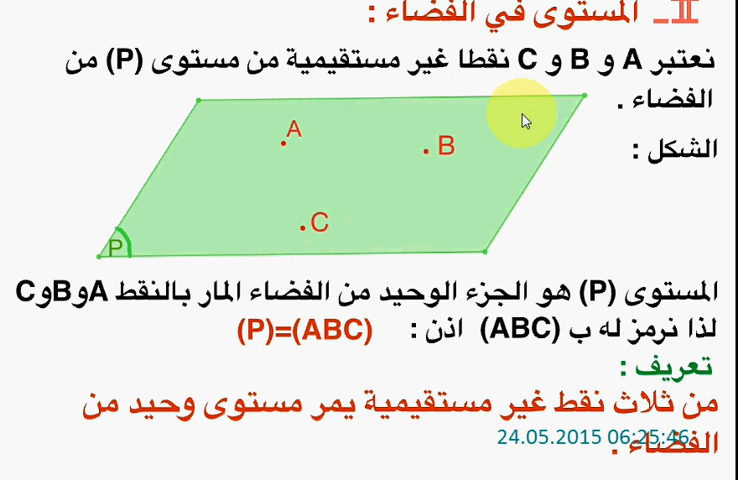 II_ المستوى في الفضاء :
نعتبر A و B و C نقطا غير مستقيمية من مستوى (P) من
الفضاء .
الشكل :
A
B
C
P
المستوى (P) هو الجزء الوحيد من الفضاء المار بالنقط AوBوC
لذا نرمز له ب (ABC) اذن : (P)=(ABC)
تعريف :
من ثلاث نقط غير مستقيمية يمر مستوى وحيد من
الفضاء .
24.05.2015 06:25:46